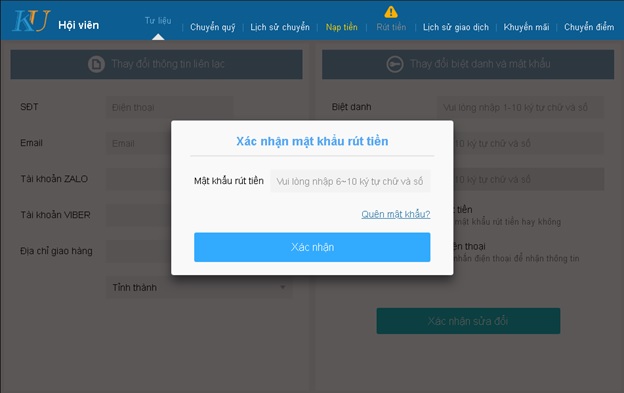 KU Hội viên
Tư liệu Chuyển quỹ Lịch sử chuyển Nạp tiền Rút tiền Lịch sử giao dịch Khuyến mãi Chuyển điểm
Thay đổi thông tin liên lạc
Thay đổi biệt danh và mật khẩu
SĐT Điện thoại
Biệt danh Vui lòng nhập 1-10 ký tự chữ và số
Email Email
10 ký tự chữ và số
Xác nhận mật khẩu rút tiền
Mật khẩu rút tiền Vui lòng nhập 6~10 ký tự chữ và số
Quên mật khẩu?
Xác nhận
Tài khoản ZALO
10 ký tự chữ và số
Tài khoản VIBER
t tiền
mật khẩu rút tiền hay không
Địa chỉ giao hàng
điện thoại để nhận thông tin
Tỉnh thành
Xác nhận sửa đổi